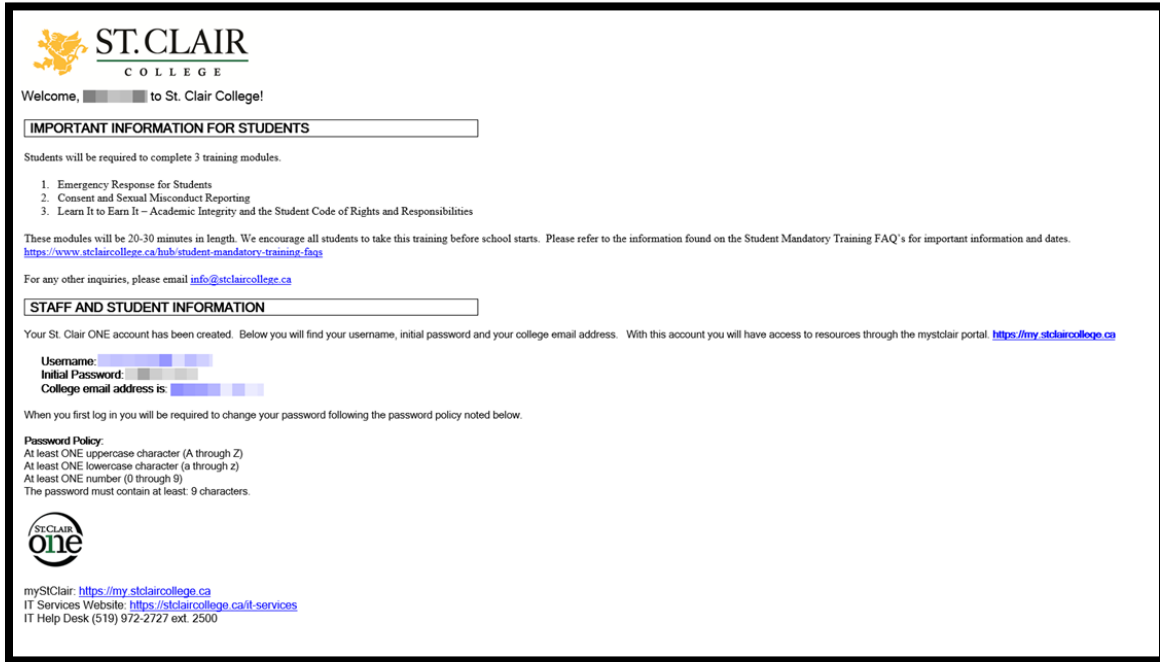 ST. CLAIR
COLLEGE
Welcome, to St. Clair College!
IMPORTANT INFORMATION FOR STUDENTS
Students will be required to complete 3 training modules.
1. Emergency Response for Students
2. Consent and Sexual Misconduct Reporting
3. Learn It to Earn It – Academic Integrity and the Student Code of Rights and Responsibilities
These modules will be 20-30 minutes in length. We encourage all students to take this training before school starts. Please refer to the information found on the Student Mandatory Training FAQ's for important information and dates.
https://www.stclaircollege.ca/hub/student-mandatory-training-faqs
For any other inquiries, please email info@stclaircollege.ca
STAFF AND STUDENT INFORMATION
Your St. Clair ONE account has been created. Below you will find your username, initial password and your college email address. With this account you will have access to resources through the mystclair portal. https://my.stclaircollege.ca
Username:
Initial Password:
College email address is:
When you first log in you will be required to change your password following the password policy noted below.
Password Policy:
At least ONE uppercase character (A through Z)
At least ONE lowercase character (a through z)
At least ONE number (0 through 9)
The password must contain at least: 9 characters.
ST.CLAIR
one
myStClair: https://my.stclaircollege.ca
IT Services Website: https://stclaircollege.ca/it-services
IT Help Desk (519) 972-2727 ext. 2500